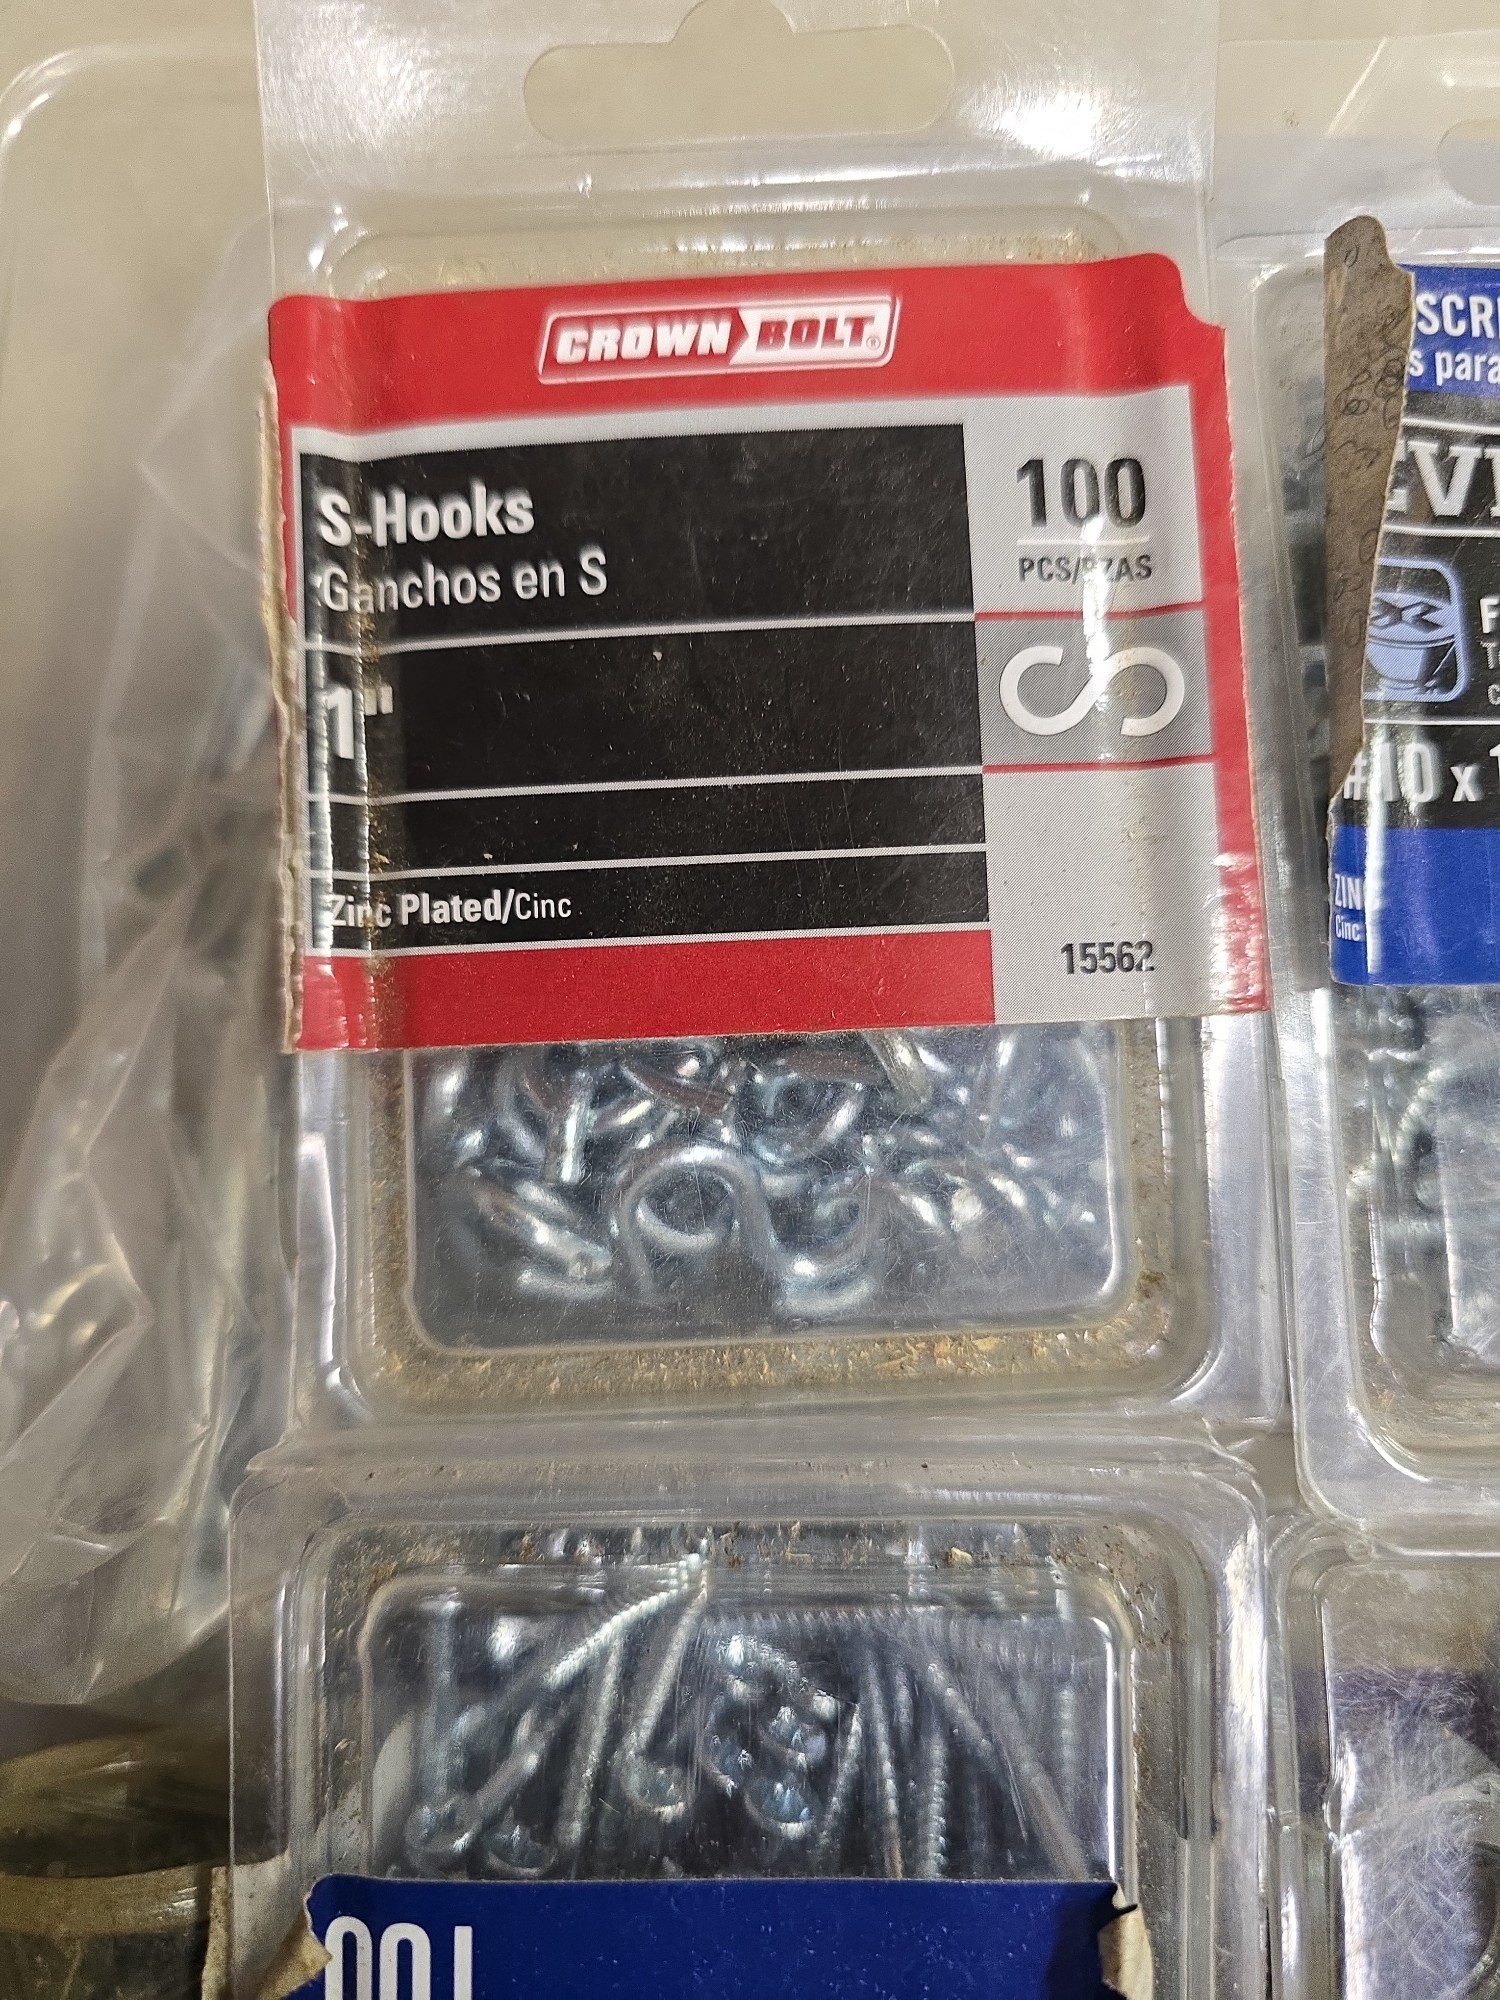 CROWN BOLT®
S-Hooks
Ganchos en S
1"
Zinc Plated/Cinc
100
PCS/PZAS
15562
SCR
s para
#10 x 1
ZINC
Cinc
100